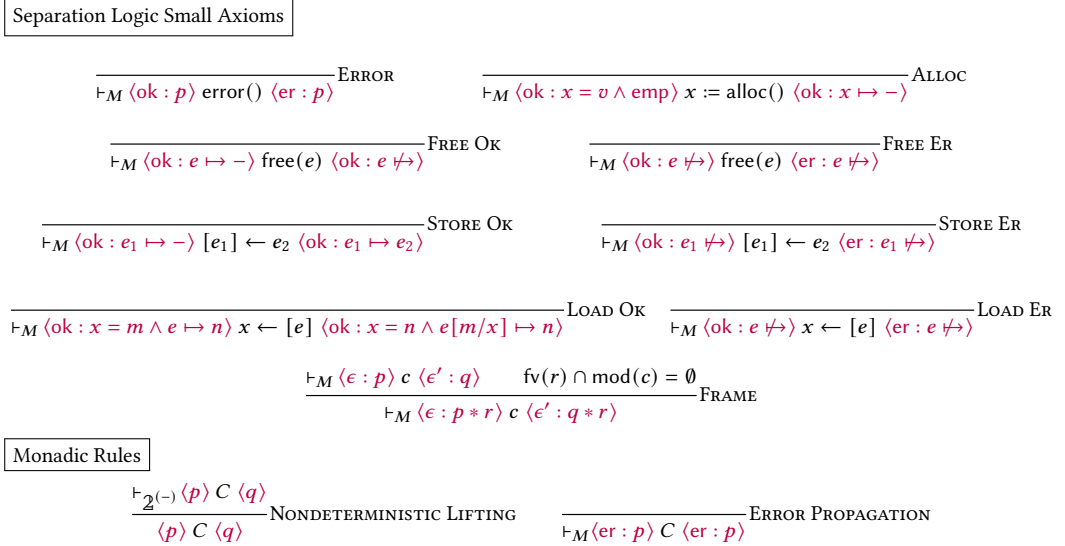 Separation Logic Small Axioms
⊢M ⟨ok : p⟩ error() ⟨er : p⟩ Error
⊢M ⟨ok : x = v ∧ emp⟩ x := alloc() ⟨ok : x ↦ −⟩ Alloc
⊢M ⟨ok : e ↦ −⟩ free(e) ⟨ok : e ↦̸⟩ Free Ok
⊢M ⟨ok : e ↦̸⟩ free(e) ⟨er : e ↦̸⟩ Free Er
⊢M ⟨ok : e₁ ↦ −⟩ [e₁] ← e₂ ⟨ok : e₁ ↦ e₂⟩ Store Ok
⊢M ⟨ok : e₁ ↦̸⟩ [e₁] ← e₂ ⟨er : e₁ ↦̸⟩ Store Er
⊢M ⟨ok : x = m ∧ e ↦ n⟩ x ← [e] ⟨ok : x = n ∧ e[m/x] ↦ n⟩ Load Ok
⊢M ⟨ok : e ↦̸⟩ x ← [e] ⟨er : e ↦̸⟩ Load Er
⊢M ⟨ϵ : p⟩ c ⟨ϵ′ : q⟩ fv(r) ∩ mod(c) = ∅
⊢M ⟨ϵ : p ∗ r⟩ c ⟨ϵ′ : q ∗ r⟩ Frame
Monadic Rules
⊢2(−) ⟨p⟩ C ⟨q⟩
⟨p⟩ C ⟨q⟩ Nondeterministic Lifting
⊢M⟨er : p⟩ C ⟨er : p⟩ Error Propagation